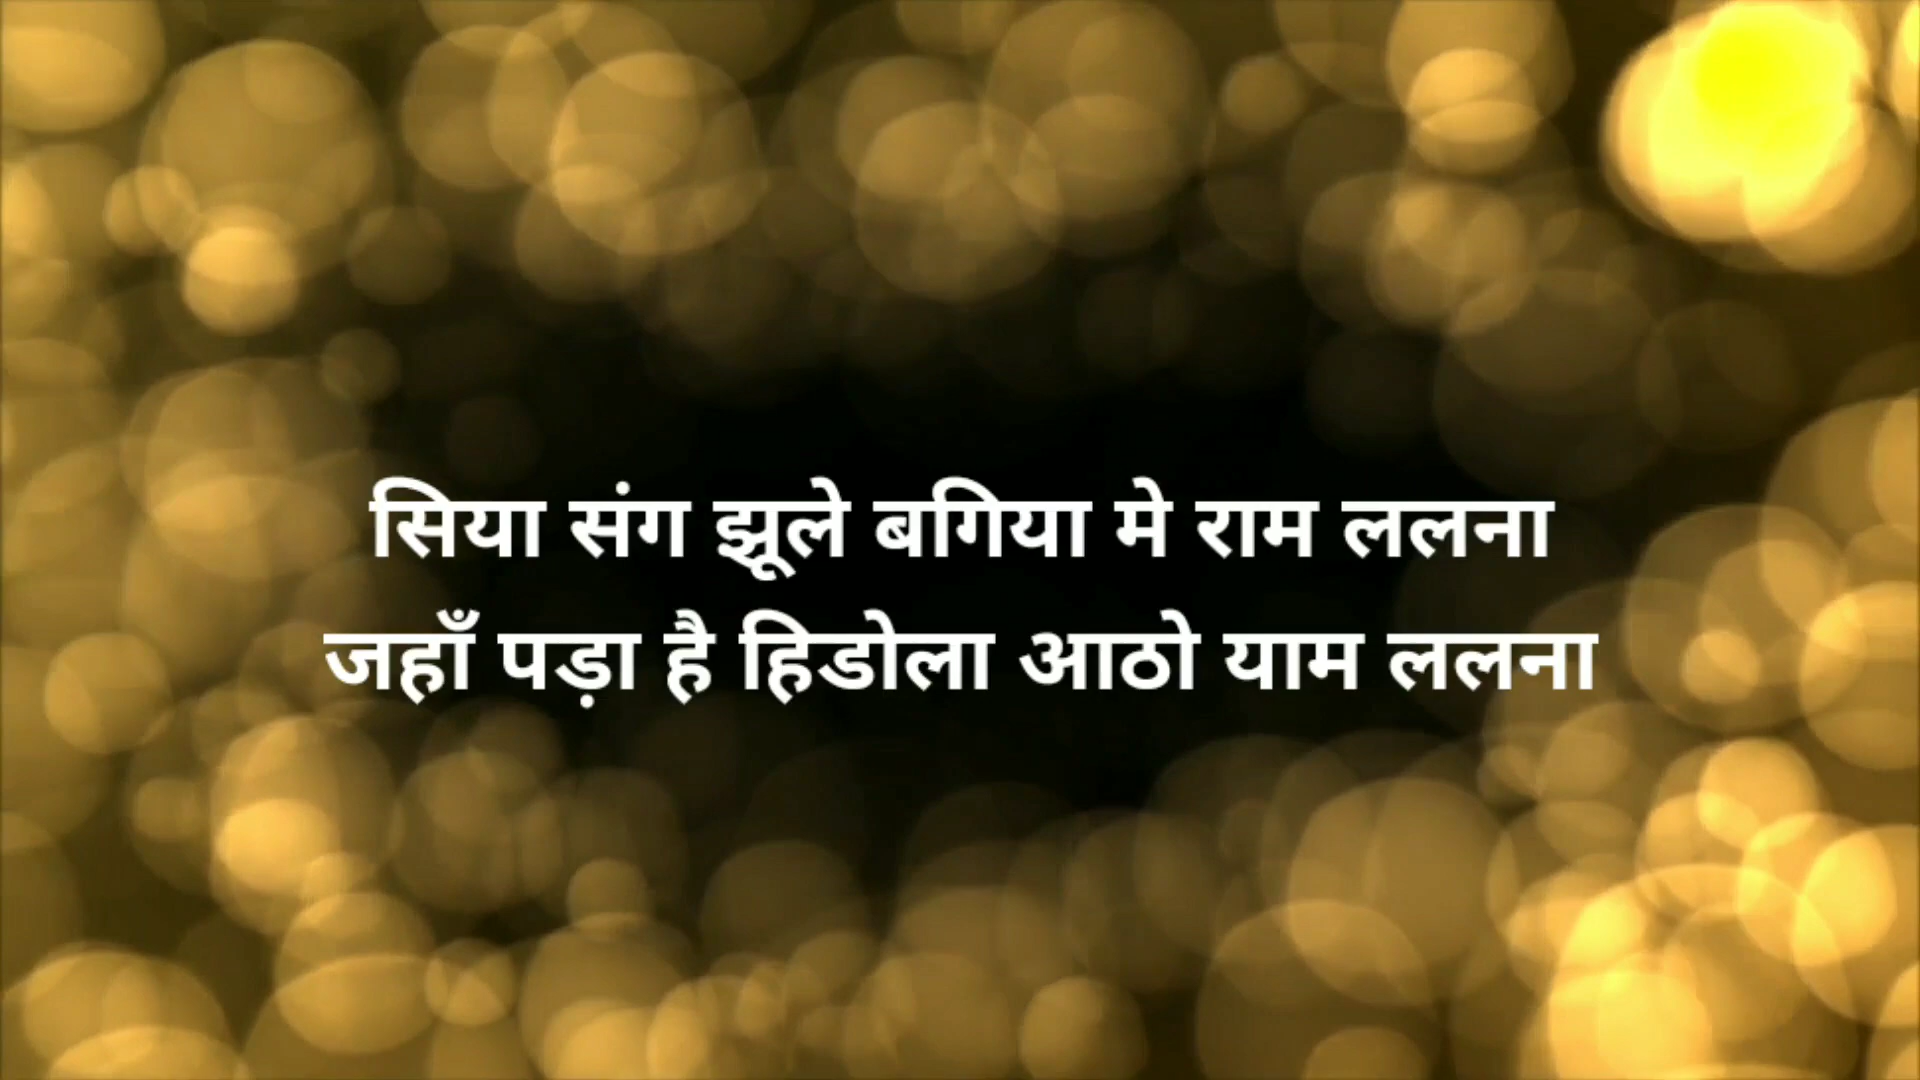 सिया संग झूले बगिया मे राम ललना
जहाँ पड़ा है हिडोला आठो याम ललना